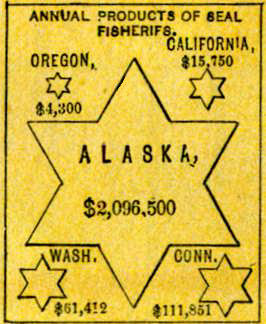 ANNUAL PRODUCTS OF SEAL
FISHERIFS.
OREGON,
$4,300
CALIFORNIA,
$15,750
ALASKA,
$2,096,500
WASH.
$61,412
CONN.
$111,851